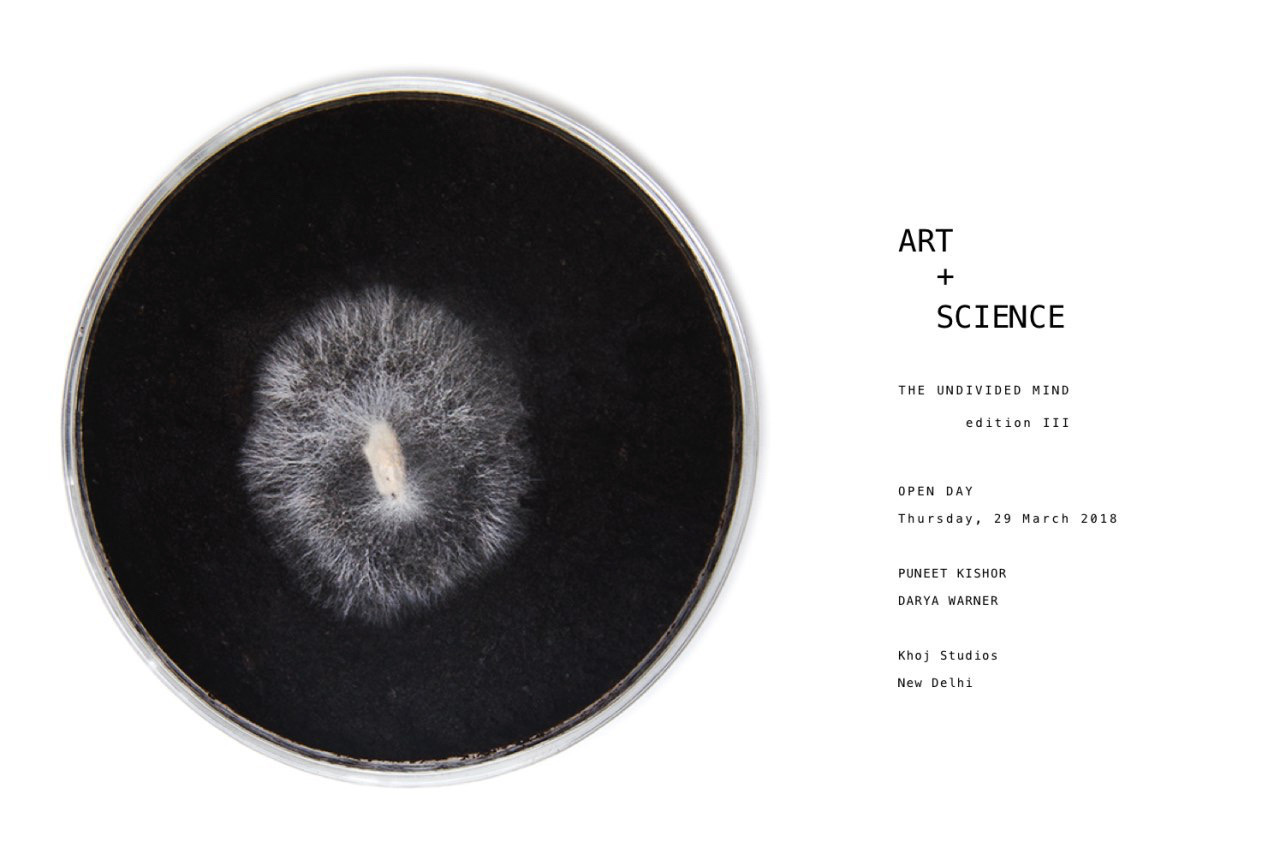 ART
+
SCIENCE
THE UNDIVIDED MIND
edition III
OPEN DAY
Thursday, 29 March 2018
PUNEET KISHOR
DARYA WARNER
Khoj Studios
New Delhi